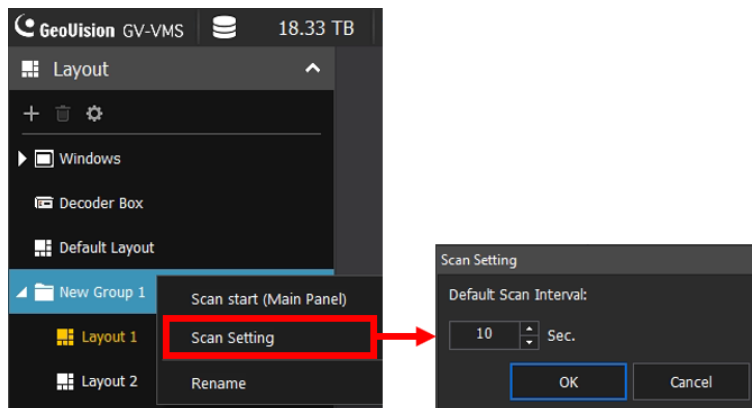 GeoVision GV-VMS 18.33 TB
Layout
Windows
Decoder Box
Default Layout
New Group 1
Layout 1
Layout 2
Scan start (Main Panel)
Scan Setting
Rename
Scan Setting
Default Scan Interval:
10 Sec.
OK Cancel